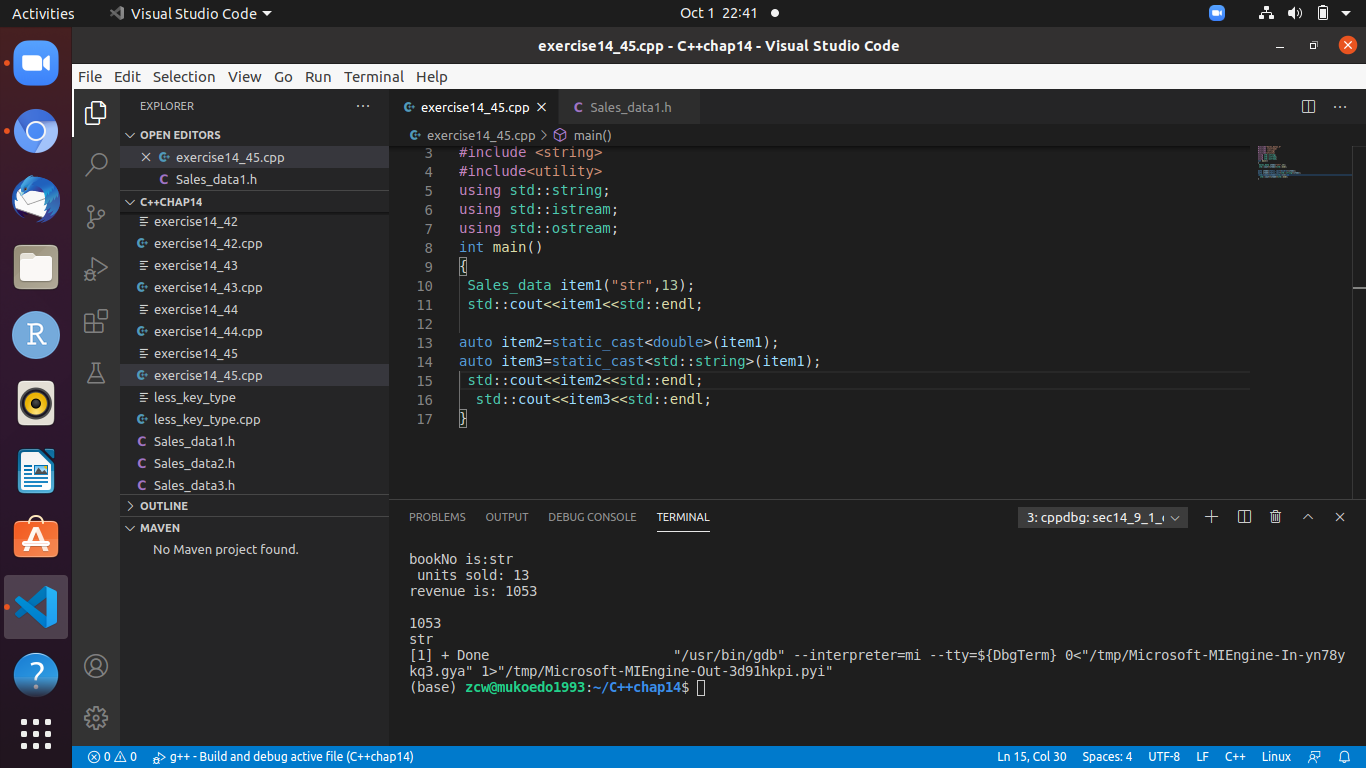 Activities
Visual Studio Code
Oct 1 22:41
exercise14_45.cpp - C++chap14 - Visual Studio Code
File Edit Selection View Go Run Terminal Help
EXPLORER
OPEN EDITORS
exercise14_45.cpp
Sales_data1.h
C++CHAP14
exercise14_42
exercise14_42.cpp
exercise14_43
exercise14_43.cpp
exercise14_44
exercise14_44.cpp
exercise14_45
exercise14_45.cpp
less_key_type
less_key_type.cpp
Sales_data1.h
Sales_data2.h
Sales_data3.h
OUTLINE
MAVEN
No Maven project found.
exercise14_45.cpp
Sales_data1.h
exercise14_45.cpp > main()
3 #include <string>
4 #include<utility>
5 using std::string;
6 using std::istream;
7 using std::ostream;
8 int main()
9 {
10 Sales_data item1("str",13);
11 std::cout<<item1<<std::endl;
12
13 auto item2=static_cast<double>(item1);
14 auto item3=static_cast<std::string>(item1);
15 std::cout<<item2<<std::endl;
16 std::cout<<item3<<std::endl;
17 }
PROBLEMS OUTPUT DEBUG CONSOLE TERMINAL
3: cppdbg: sec14_9_1_
bookNo is:str
units sold: 13
revenue is: 1053
1053
str
[1] + Done "/usr/bin/gdb" --interpreter=mi --tty=${DbgTerm} 0<"/tmp/Microsoft-MIEngine-In-yn78y
kq3.gya" 1>"/tmp/Microsoft-MIEngine-Out-3d91hkpi.pyi"
(base) zcw@mukoedo1993:~/C++chap14$
0 0 g++ - Build and debug active file (C++chap14)
Ln 15, Col 30 Spaces: 4 UTF-8 LF C++ Linux